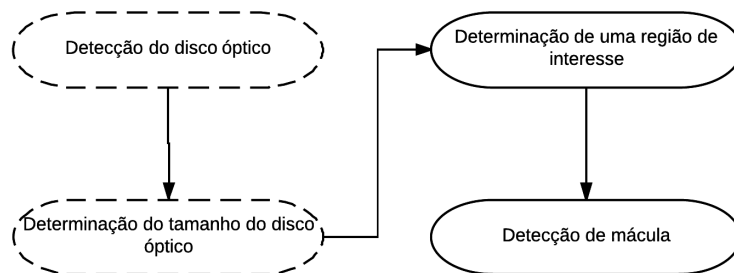 Detecção do disco óptico
Determinação do tamanho do disco
óptico
Determinação de uma região de
interesse
Detecção de mácula